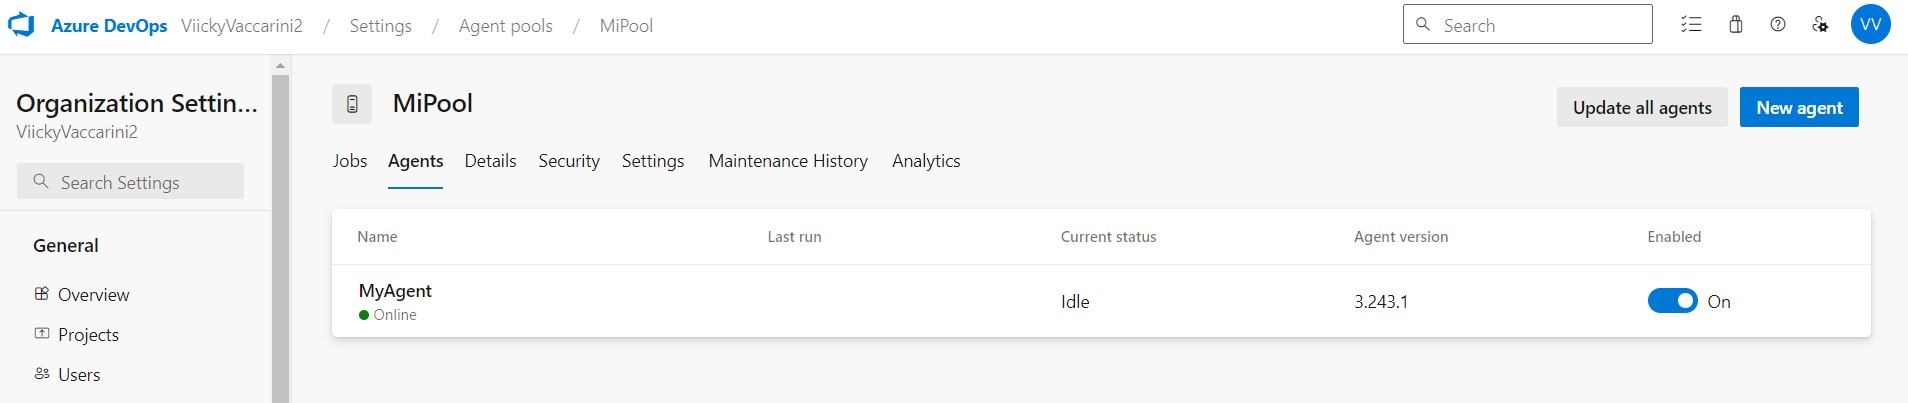 Azure DevOps ViickyVaccarini2 / Settings / Agent pools / MiPool
Search
VV
Organization Settin...
ViickyVaccarini2
Search Settings
General
Overview
Projects
Users
MiPool
Update all agents
New agent
Jobs Agents Details Security Settings Maintenance History Analytics
Name Last run Current status Agent version Enabled
MyAgent
Online
Idle 3.243.1 On